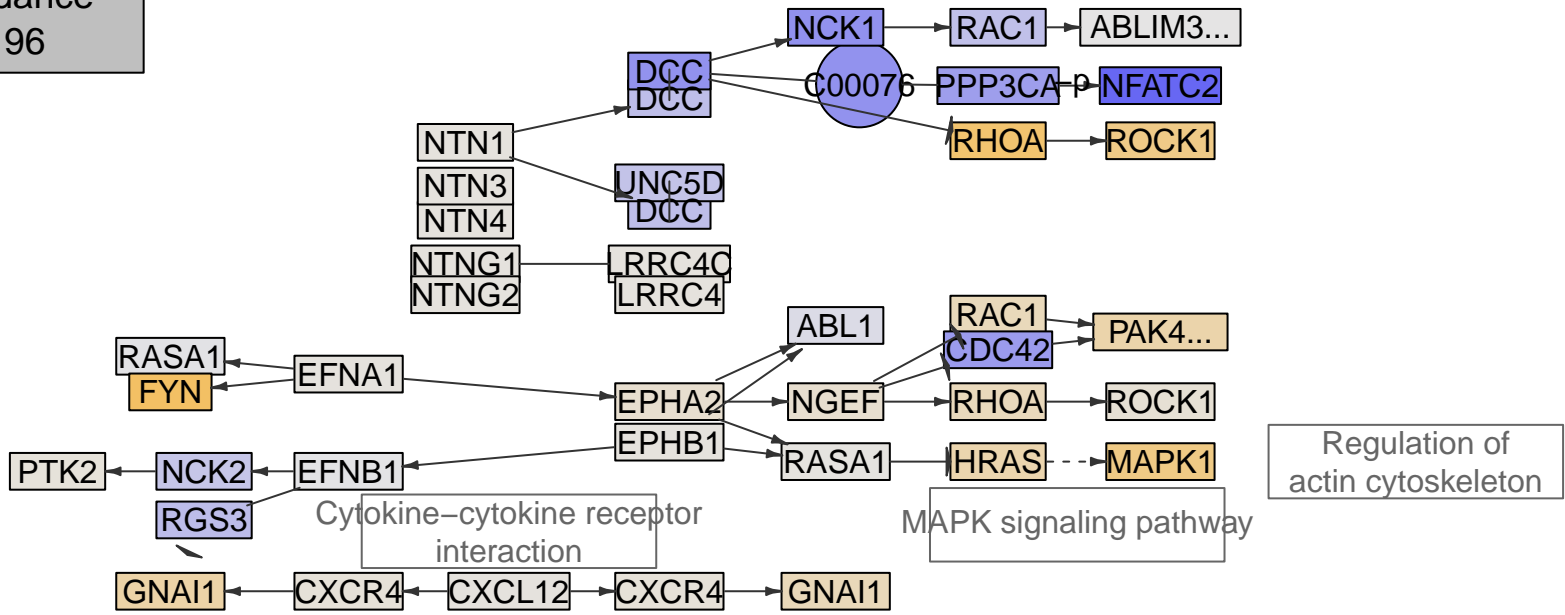 96
NCK1
RAC1
ABLIM3...
DCC
DCC
C00076
PPP3CA
−p
NFATC2
NTN1
RHOA
ROCK1
NTN3
NTN4
UNC5D
DCC
NTNG1
LRRC4C
NTNG2
LRRC4
ABL1
RAC1
CDC42
PAK4...
RASA1
FYN
EFNA1
EPHA2
NGEF
RHOA
ROCK1
EPHB1
PTK2
NCK2
EFNB1
RASA1
HRAS
MAPK1
Regulation of
actin cytoskeleton
RGS3
Cytokine−cytokine receptor
interaction
MAPK signaling pathway
GNAI1
CXCR4
CXCL12
CXCR4
GNAI1